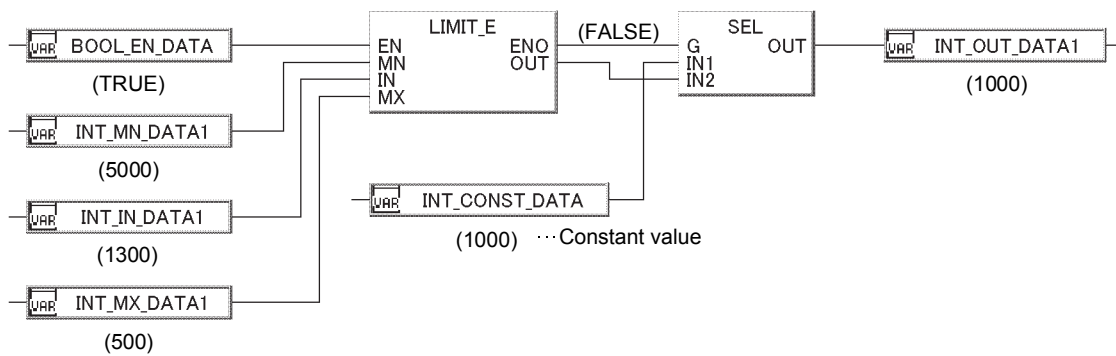 LIMIT_E
(FALSE)
SEL
VAR BOOL_EN_DATA
EN
ENO
G
OUT
VAR INT_OUT_DATA1
MN
OUT
IN1
IN
IN2
(TRUE)
MX
(1000)
VAR INT_MN_DATA1
(5000)
VAR INT_IN_DATA1
VAR INT_CONST_DATA
(1300)
(1000) ···Constant value
VAR INT_MX_DATA1
(500)